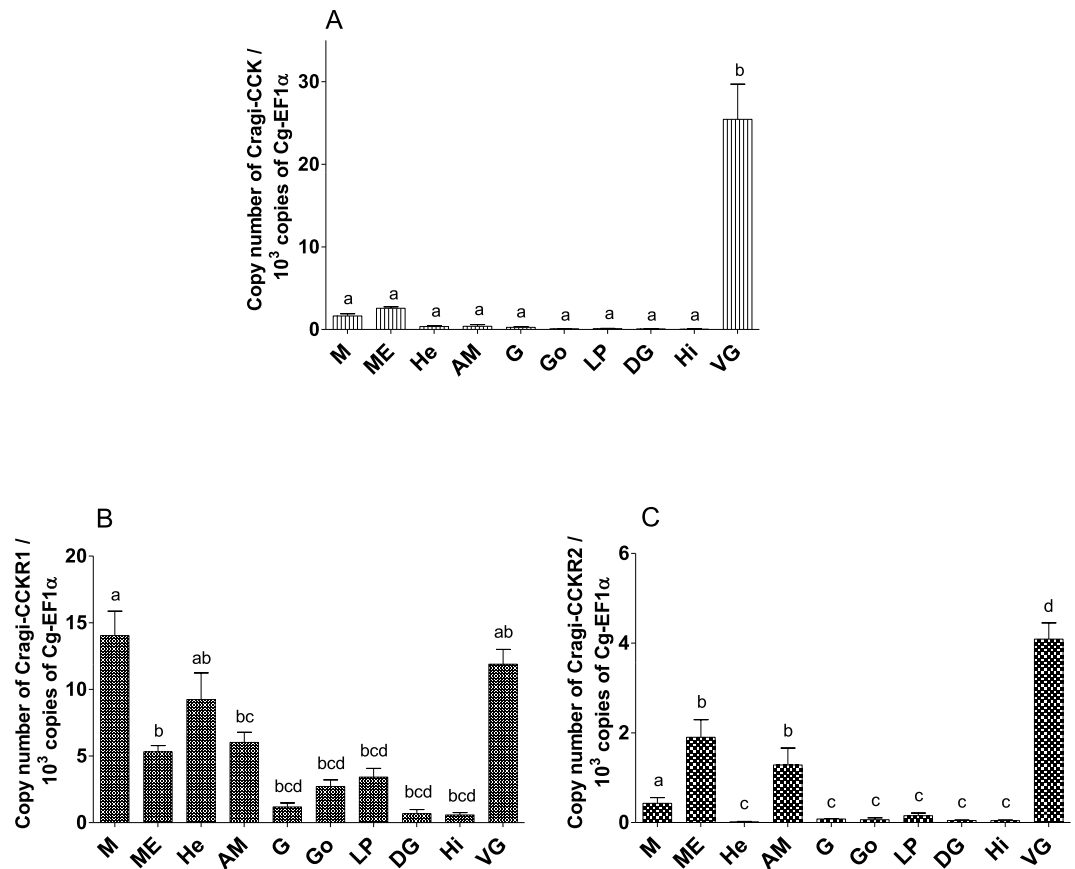 A
Copy number of Cragi-CCK /
10³ copies of Cg-EF1α
30
20
10
0
a a a a a a a a a b
M ME He AM G Go LP DG Hi VG
B
Copy number of Cragi-CCKR1 /
10³ copies of Cg-EF1α
20
15
10
5
0
a b ab bc bcd bcd bcd bcd bcd ab
M ME He AM G Go LP DG Hi VG
C
Copy number of Cragi-CCKR2 /
10³ copies of Cg-EF1α
6
4
2
0
a b c b c c c c c d
M ME He AM G Go LP DG Hi VG